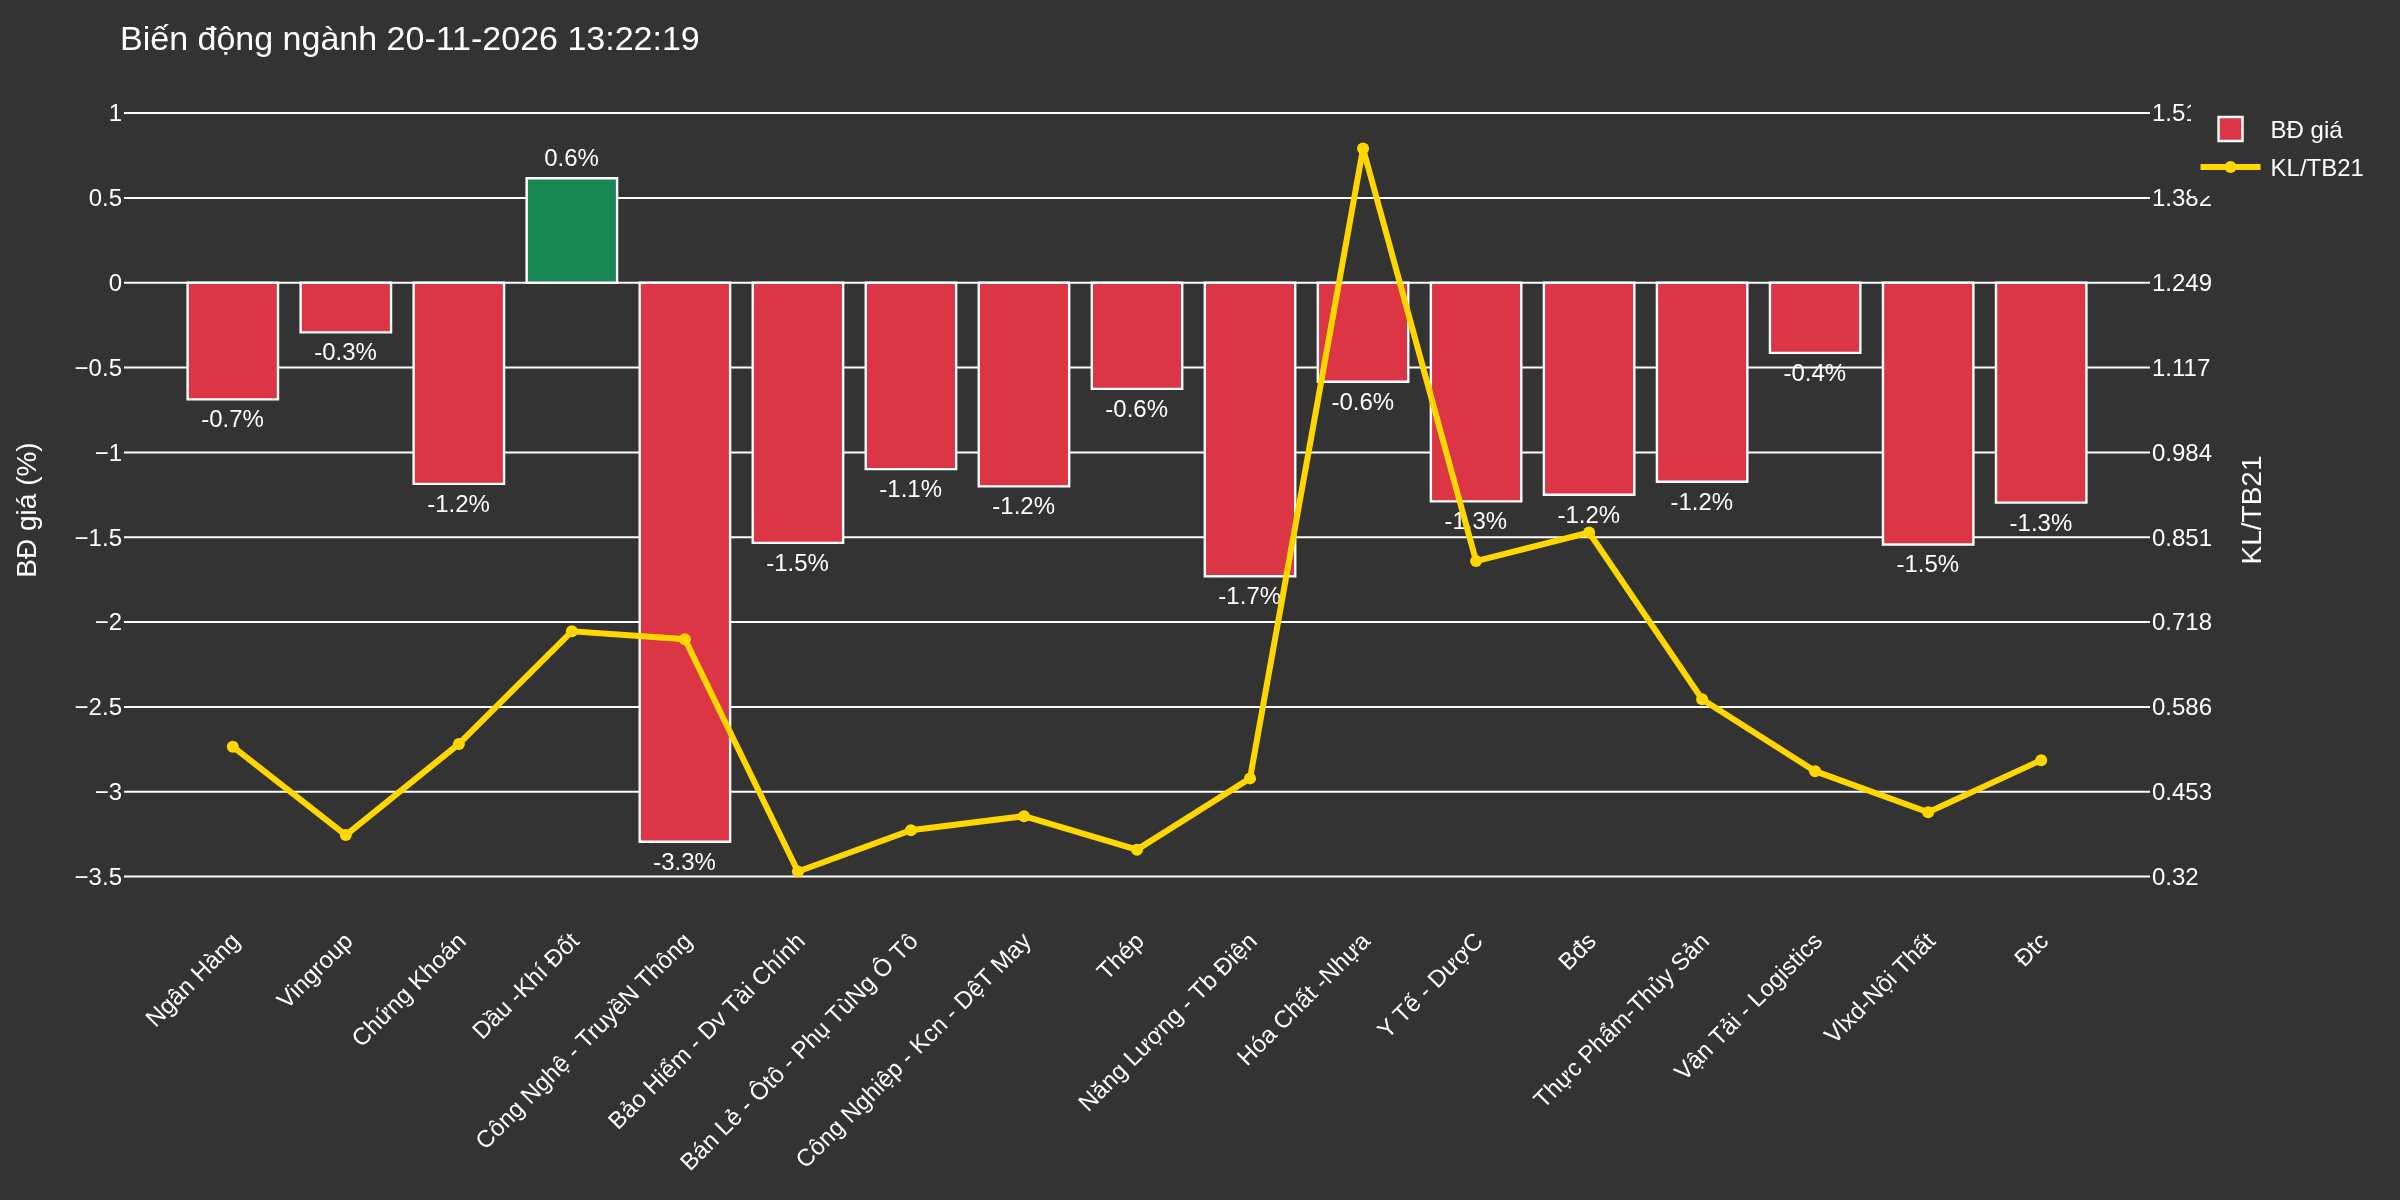 Biến động ngành 20-11-2026 13:22:19
BĐ giá
KL/TB21
1
0.5
0
−0.5
−1
−1.5
−2
−2.5
−3
−3.5
BĐ giá (%)
-0.7%
-0.3%
-1.2%
0.6%
-3.3%
-1.5%
-1.1%
-1.2%
-0.6%
-1.7%
-0.6%
-1.3%
-1.2%
-1.2%
-0.4%
-1.5%
-1.3%
1.382
1.249
1.117
0.984
0.851
0.718
0.586
0.453
0.32
KL/TB21
Ngân Hàng
Vingroup
Chứng Khoán
Dầu -Khí Đốt
Công Nghệ - TruyềN Thông
Bảo Hiểm - Dv Tài Chính
Bán Lẻ - Ôtô - Phụ TùNg Ô Tô
Công Nghiệp - Kcn - DệT May
Thép
Năng Lượng - Tb Điện
Hóa Chất -Nhựa
Y Tế - DượC
Bđs
Thực Phẩm-Thủy Sản
Vận Tải - Logistics
Vlxd-Nội Thất
Đtc